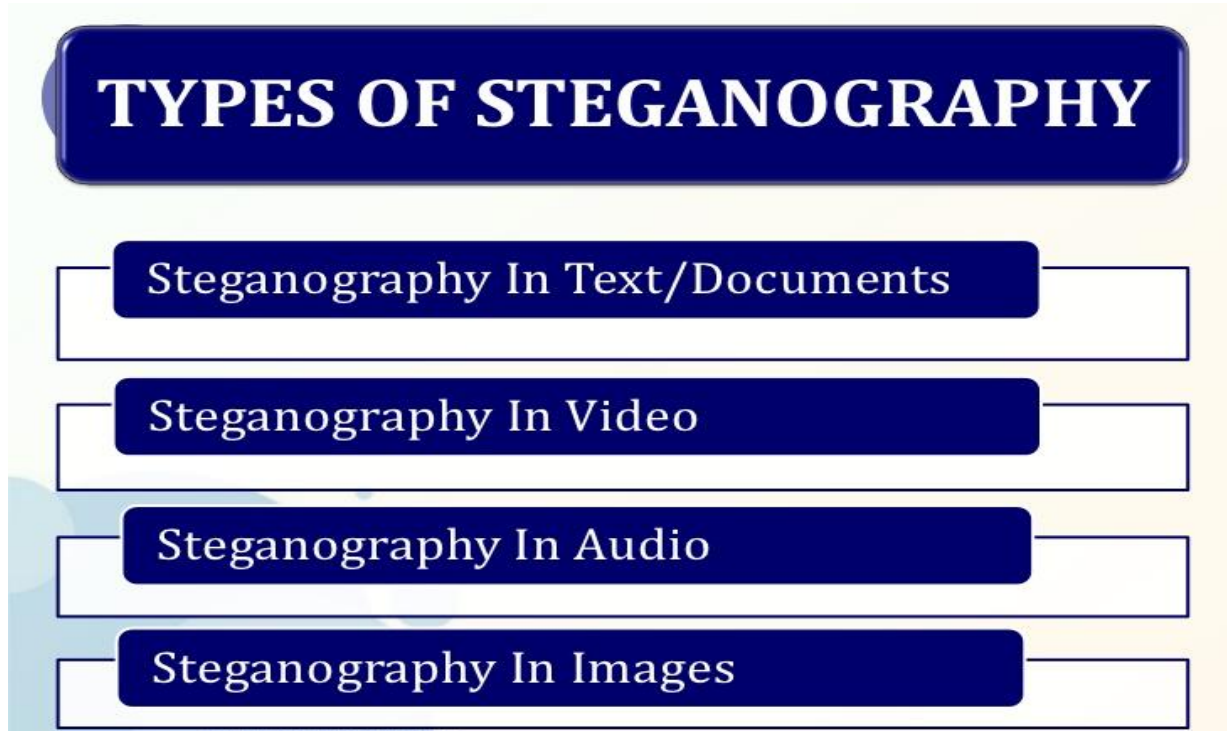 TYPES OF STEGANOGRAPHY
Steganography In Text/Documents
Steganography In Video
Steganography In Audio
Steganography In Images